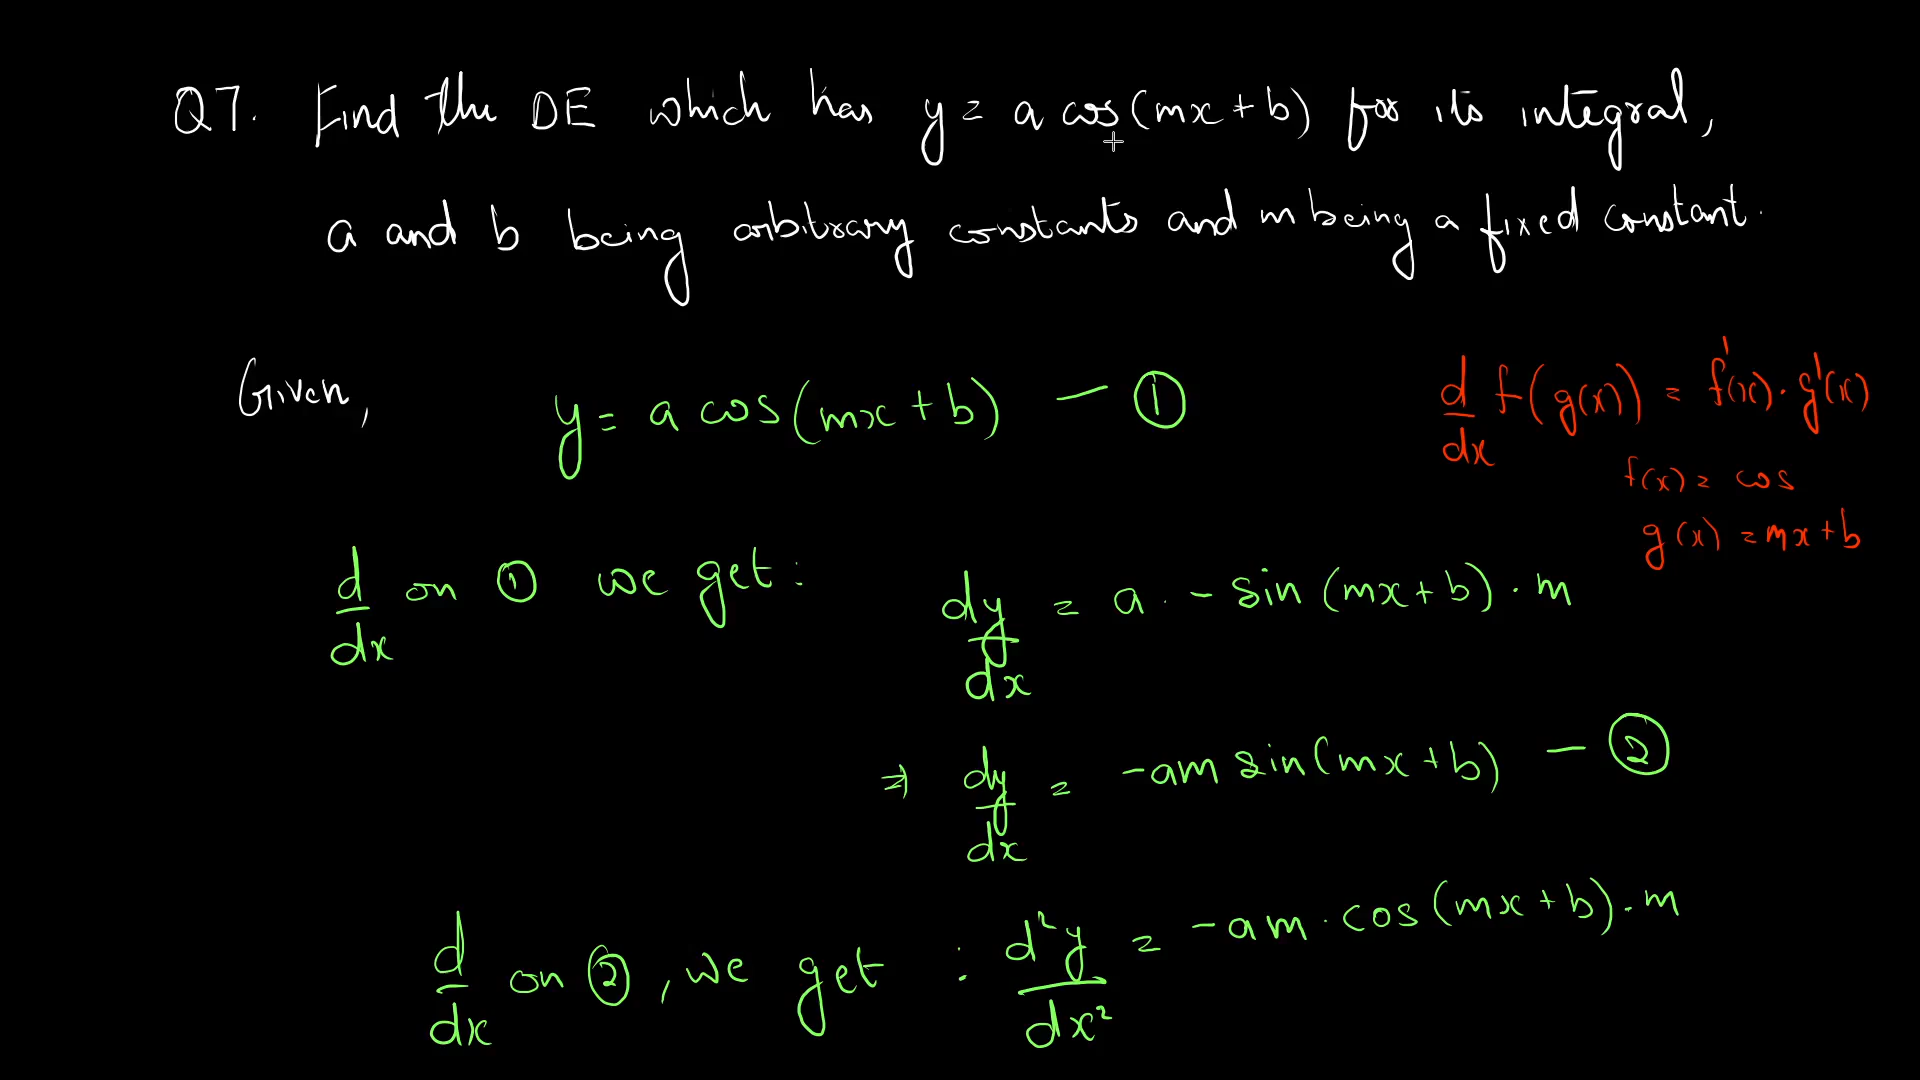 Q7. Find the DE which has y = a cos(mx+b) for its integral,
a and b being arbitrary constants and m being a fixed constant.
Given,
y = a cos(mx+b) — ①
d/dx f(g(x)) = f'(x).g'(x)
f(x) = cos
g(x) = mx+b
d/dx on ① we get : dy/dx = a. - sin(mx+b).m
⇒ dy/dx = -am sin(mx+b) — ②
d/dx on ②, we get : d²y/dx² = -am.cos(mx+b).m